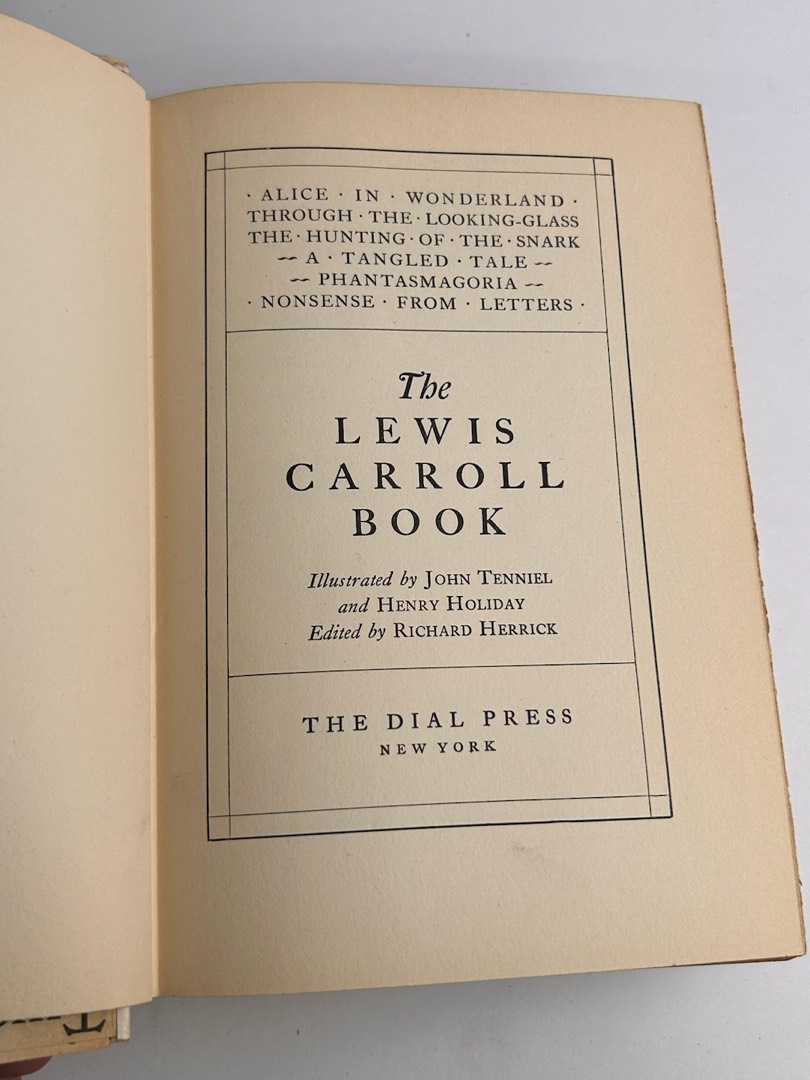 · ALICE · IN · WONDERLAND ·
THROUGH · THE · LOOKING-GLASS
THE · HUNTING · OF · THE · SNARK
~ A · TANGLED · TALE ~
~ PHANTASMAGORIA ~
· NONSENSE · FROM · LETTERS ·
The
LEWIS
CARROLL
BOOK
Illustrated by JOHN TENNIEL
and HENRY HOLIDAY
Edited by RICHARD HERRICK
THE DIAL PRESS
NEW YORK